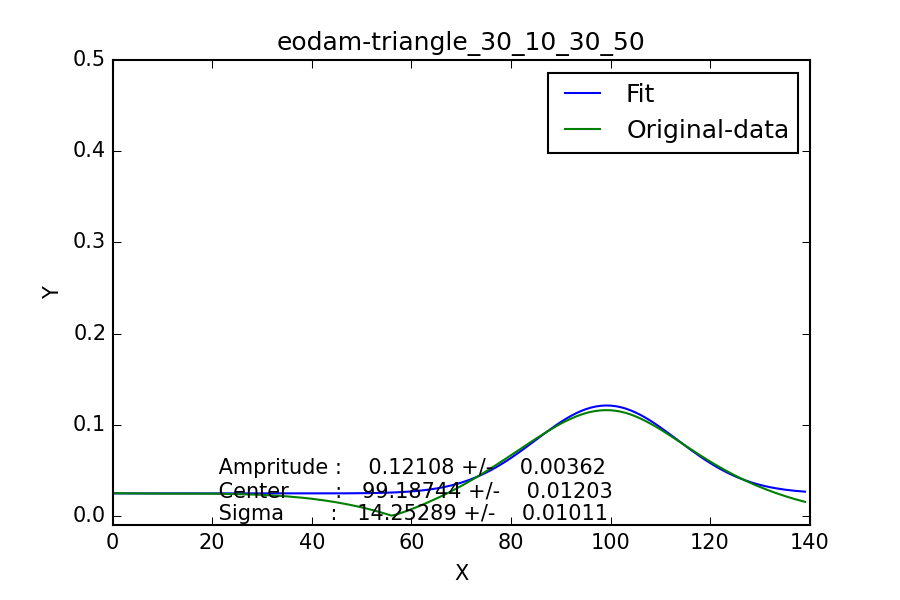 eodam-triangle_30_10_30_50
0.5
Fit
Original-data
0.4
0.3
Y
0.2
0.1
Ampritude : 0.12108 +/- 0.00362
Center : 99.18744 +/- 0.01203
Sigma : 14.25289 +/- 0.01011
0.0
0 20 40 60 80 100 120 140
X